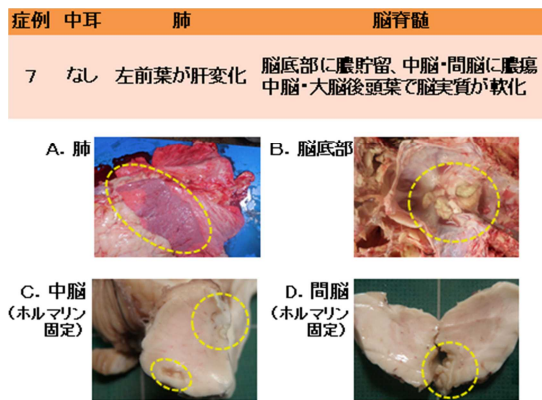 症例 中耳 肺 脳脊髄
7 なし 左前葉が肝変化 脳底部に膿貯留、中脳・間脳に膿瘍
中脳・大脳後頭葉で脳実質が軟化
A. 肺 B. 脳底部
C. 中脳
(ホルマリン
固定)
D. 間脳
(ホルマリン
固定)